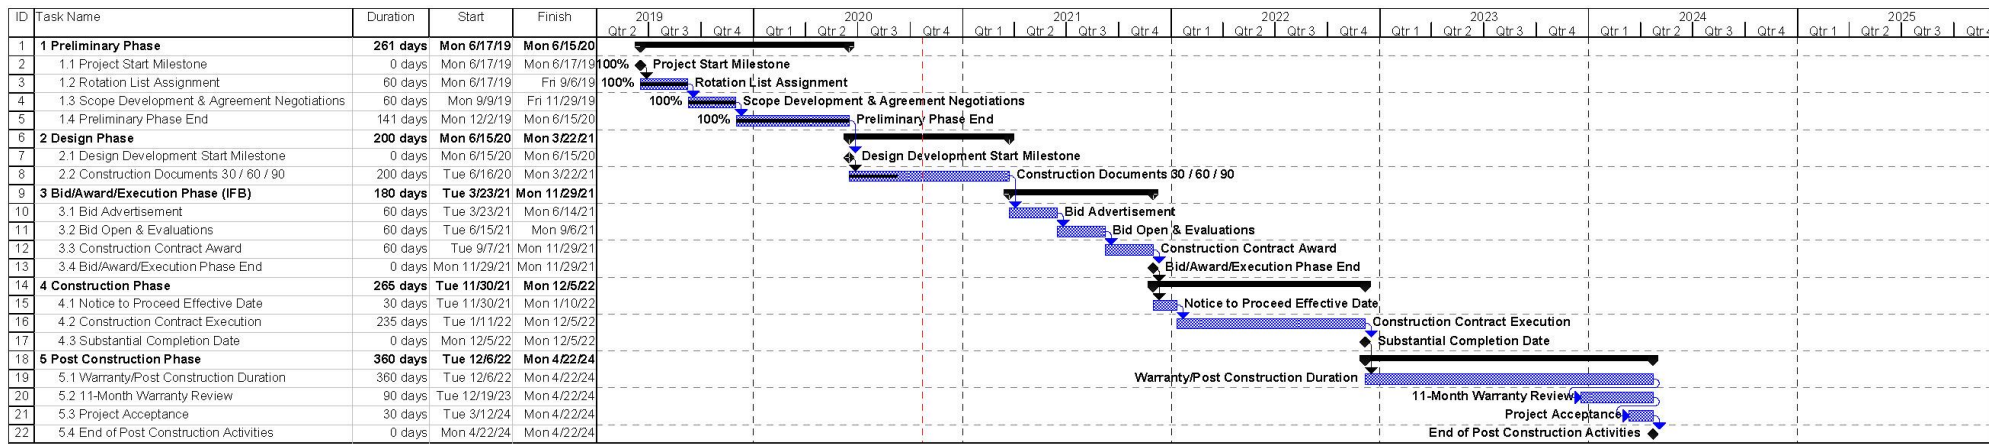 ID Task Name Duration Start Finish 2019 2020 2021 2022 2023 2024 2025
Qtr 2 Qtr 3 Qtr 4 Qtr 1 Qtr 2 Qtr 3 Qtr 4 Qtr 1 Qtr 2 Qtr 3 Qtr 4 Qtr 1 Qtr 2 Qtr 3 Qtr 4 Qtr 1 Qtr 2 Qtr 3 Qtr 4 Qtr 1 Qtr 2 Qtr 3 Qtr 4 Qtr 1 Qtr 2 Qtr 3 Qtr 4
1 1 Preliminary Phase 261 days Mon 6/17/19 Mon 6/15/20
2 1.1 Project Start Milestone 0 days Mon 6/17/19 Mon 6/17/19 100% Project Start Milestone
3 1.2 Rotation List Assignment 60 days Mon 6/17/19 Fri 9/6/19 100% Rotation List Assignment
4 1.3 Scope Development & Agreement Negotiations 60 days Mon 9/9/19 Fri 11/29/19 100% Scope Development & Agreement Negotiations
5 1.4 Preliminary Phase End 141 days Mon 12/2/19 Mon 6/15/20 100% Preliminary Phase End
6 2 Design Phase 200 days Mon 6/15/20 Mon 3/22/21
7 2.1 Design Development Start Milestone 0 days Mon 6/15/20 Mon 6/15/20 Design Development Start Milestone
8 2.2 Construction Documents 30 / 60 / 90 200 days Tue 6/16/20 Mon 3/22/21 Construction Documents 30 / 60 / 90
9 3 Bid/Award/Execution Phase (IFB) 180 days Tue 3/23/21 Mon 11/29/21
10 3.1 Bid Advertisement 60 days Tue 3/23/21 Mon 6/14/21 Bid Advertisement
11 3.2 Bid Open & Evaluations 60 days Tue 6/15/21 Mon 9/6/21 Bid Open & Evaluations
12 3.3 Construction Contract Award 60 days Tue 9/7/21 Mon 11/29/21 Construction Contract Award
13 3.4 Bid/Award/Execution Phase End 0 days Mon 11/29/21 Mon 11/29/21 Bid/Award/Execution Phase End
14 4 Construction Phase 265 days Tue 11/30/21 Mon 12/5/22
15 4.1 Notice to Proceed Effective Date 30 days Tue 11/30/21 Mon 1/10/22 Notice to Proceed Effective Date
16 4.2 Construction Contract Execution 235 days Tue 1/11/22 Mon 12/5/22 Construction Contract Execution
17 4.3 Substantial Completion Date 0 days Mon 12/5/22 Mon 12/5/22 Substantial Completion Date
18 5 Post Construction Phase 360 days Tue 12/6/22 Mon 4/22/24
19 5.1 Warranty/Post Construction Duration 360 days Tue 12/6/22 Mon 4/22/24 Warranty/Post Construction Duration
20 5.2 11-Month Warranty Review 90 days Tue 12/19/23 Mon 4/22/24 11-Month Warranty Review
21 5.3 Project Acceptance 30 days Tue 3/12/24 Mon 4/22/24 Project Acceptance
22 5.4 End of Post Construction Activities 0 days Mon 4/22/24 Mon 4/22/24 End of Post Construction Activities